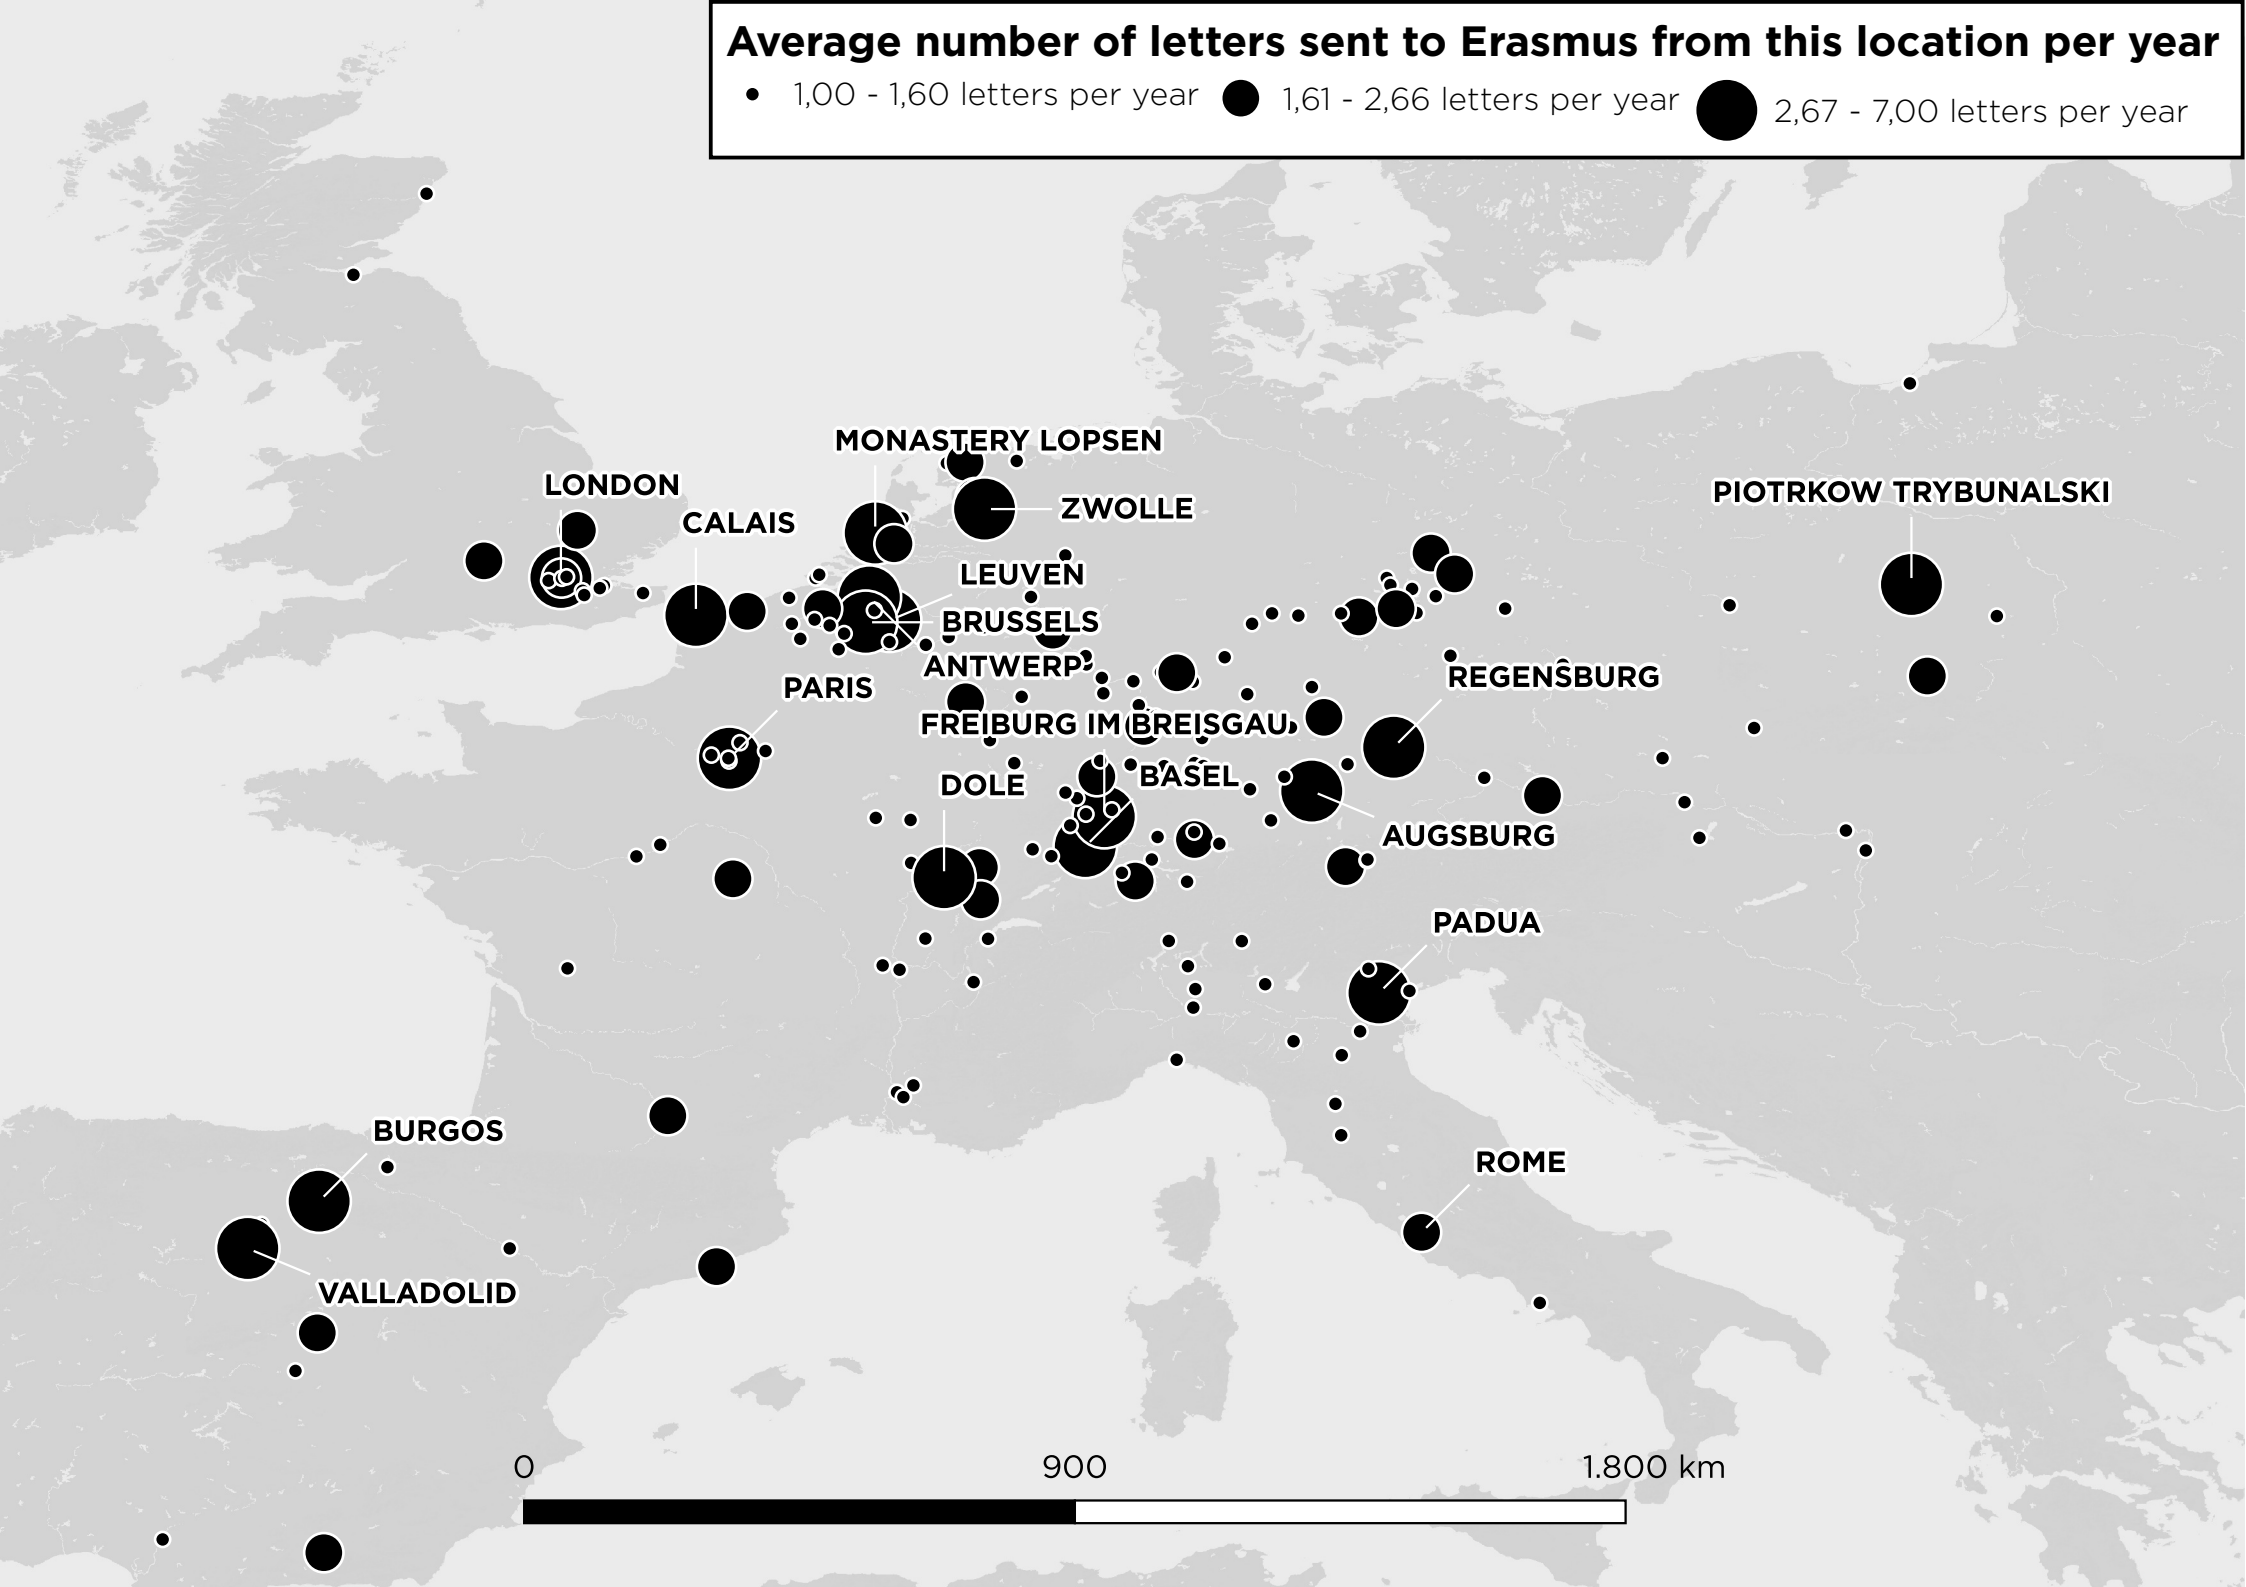 Average number of letters sent to Erasmus from this location per year
1,00 - 1,60 letters per year
1,61 - 2,66 letters per year
2,67 - 7,00 letters per year
MONASTERY LOPSEN
LONDON
PIOTRKOW TRYBUNALSKI
ZWOLLE
CALAIS
LEUVEN
BRUSSELS
ANTWERP
REGENSBURG
PARIS
FREIBURG IM BREISGAU
BASEL
DOLE
AUGSBURG
PADUA
BURGOS
ROME
VALLADOLID
0
900
1.800 km